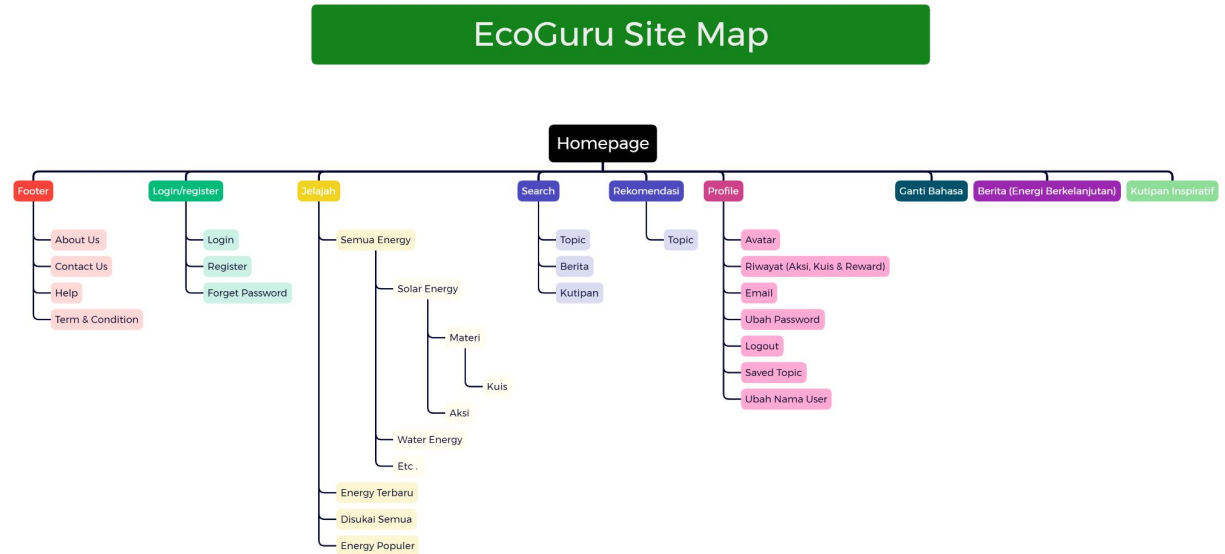 EcoGuru Site Map
Homepage
Footer
Login/register
Jelajah
Search
Rekomendasi
Profile
Ganti Bahasa
Berita (Energi Berkelanjutan)
Kutipan Inspiratif
About Us
Contact Us
Help
Term & Condition
Login
Register
Forget Password
Semua Energy
Solar Energy
Materi
Kuis
Aksi
Water Energy
Etc .
Energy Terbaru
Disukai Semua
Energy Populer
Topic
Berita
Kutipan
Topic
Avatar
Riwayat (Aksi, Kuis & Reward)
Email
Ubah Password
Logout
Saved Topic
Ubah Nama User